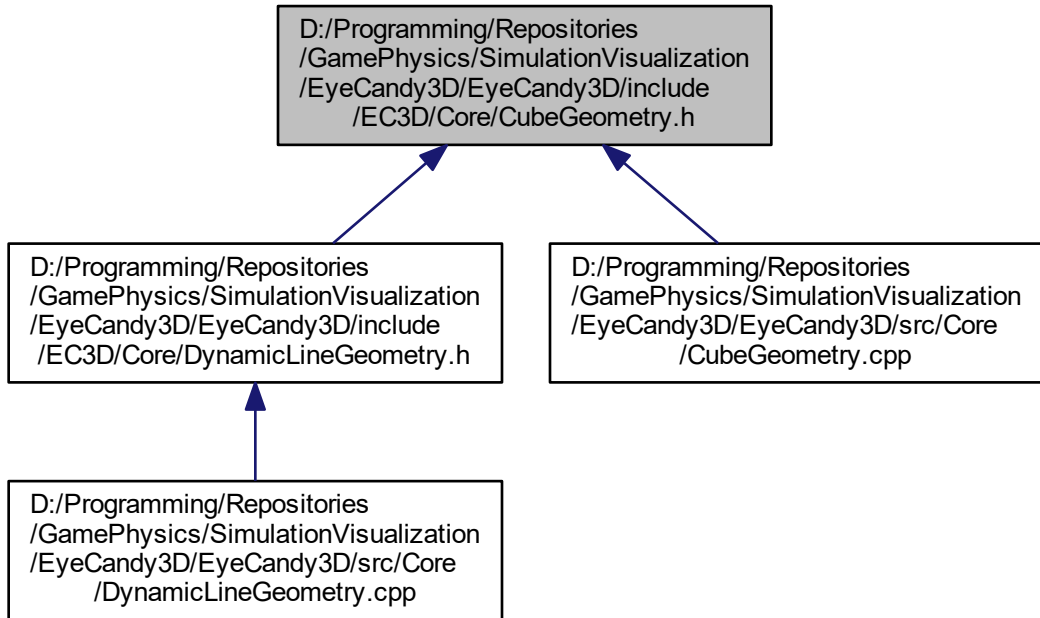 D:/Programming/Repositories
/GamePhysics/SimulationVisualization
/EyeCandy3D/EyeCandy3D/include
/EC3D/Core/CubeGeometry.h
D:/Programming/Repositories
/GamePhysics/SimulationVisualization
/EyeCandy3D/EyeCandy3D/include
/EC3D/Core/DynamicLineGeometry.h
D:/Programming/Repositories
/GamePhysics/SimulationVisualization
/EyeCandy3D/EyeCandy3D/src/Core
/CubeGeometry.cpp
D:/Programming/Repositories
/GamePhysics/SimulationVisualization
/EyeCandy3D/EyeCandy3D/src/Core
/DynamicLineGeometry.cpp